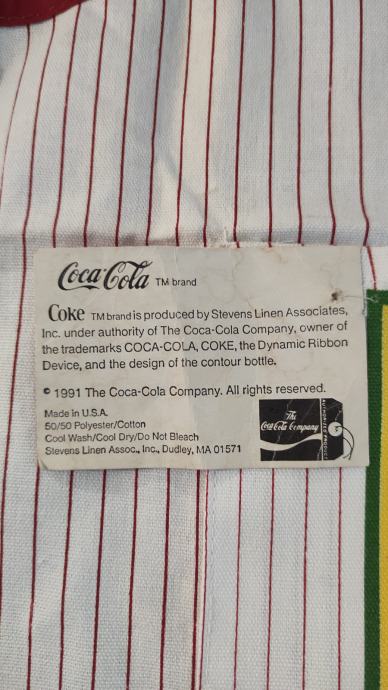 Coca-Cola TM brand
Coke TM brand is produced by Stevens Linen Associates,
Inc. under authority of The Coca-Cola Company, owner of
the trademarks COCA-COLA, COKE, the Dynamic Ribbon
Device, and the design of the contour bottle.
© 1991 The Coca-Cola Company. All rights reserved.
Made in U.S.A.
50/50 Polyester/Cotton
Cool Wash/Cool Dry/Do Not Bleach
Stevens Linen Assoc., Inc., Dudley, MA 01571
The
Coca-Cola Company
AUTHORIZED PRODUCT